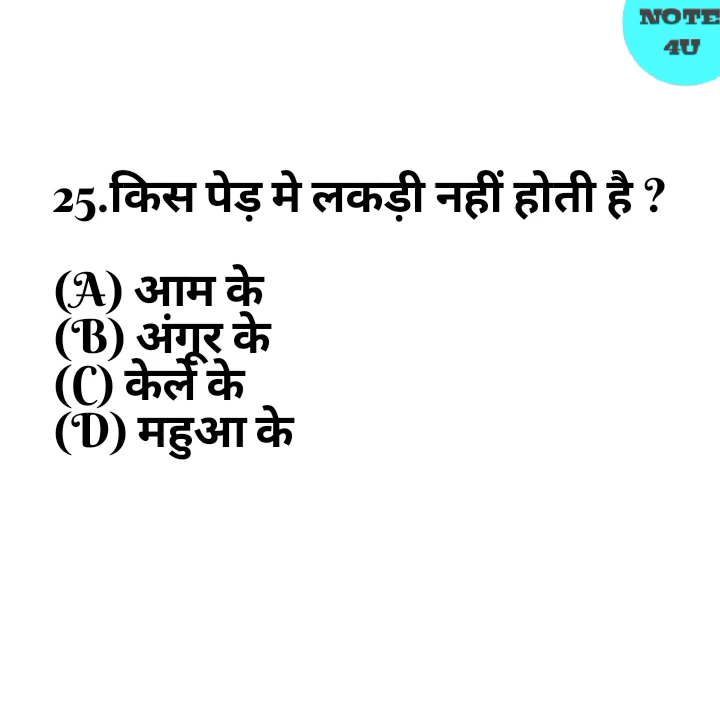 NOTE
4U
25.किस पेड़ मे लकड़ी नहीं होती है ?
(A) आम के
(B) अंगूर के
(C) केले के
(D) महुआ के